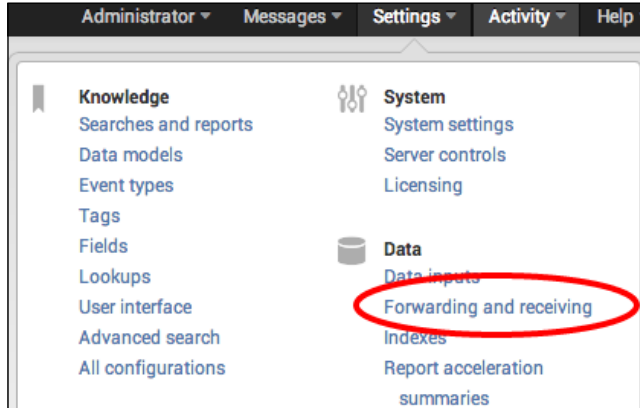 Administrator Messages Settings Activity Help
Knowledge
Searches and reports
Data models
Event types
Tags
Fields
Lookups
User interface
Advanced search
All configurations
System
System settings
Server controls
Licensing
Data
Data inputs
Forwarding and receiving
Indexes
Report acceleration
summaries